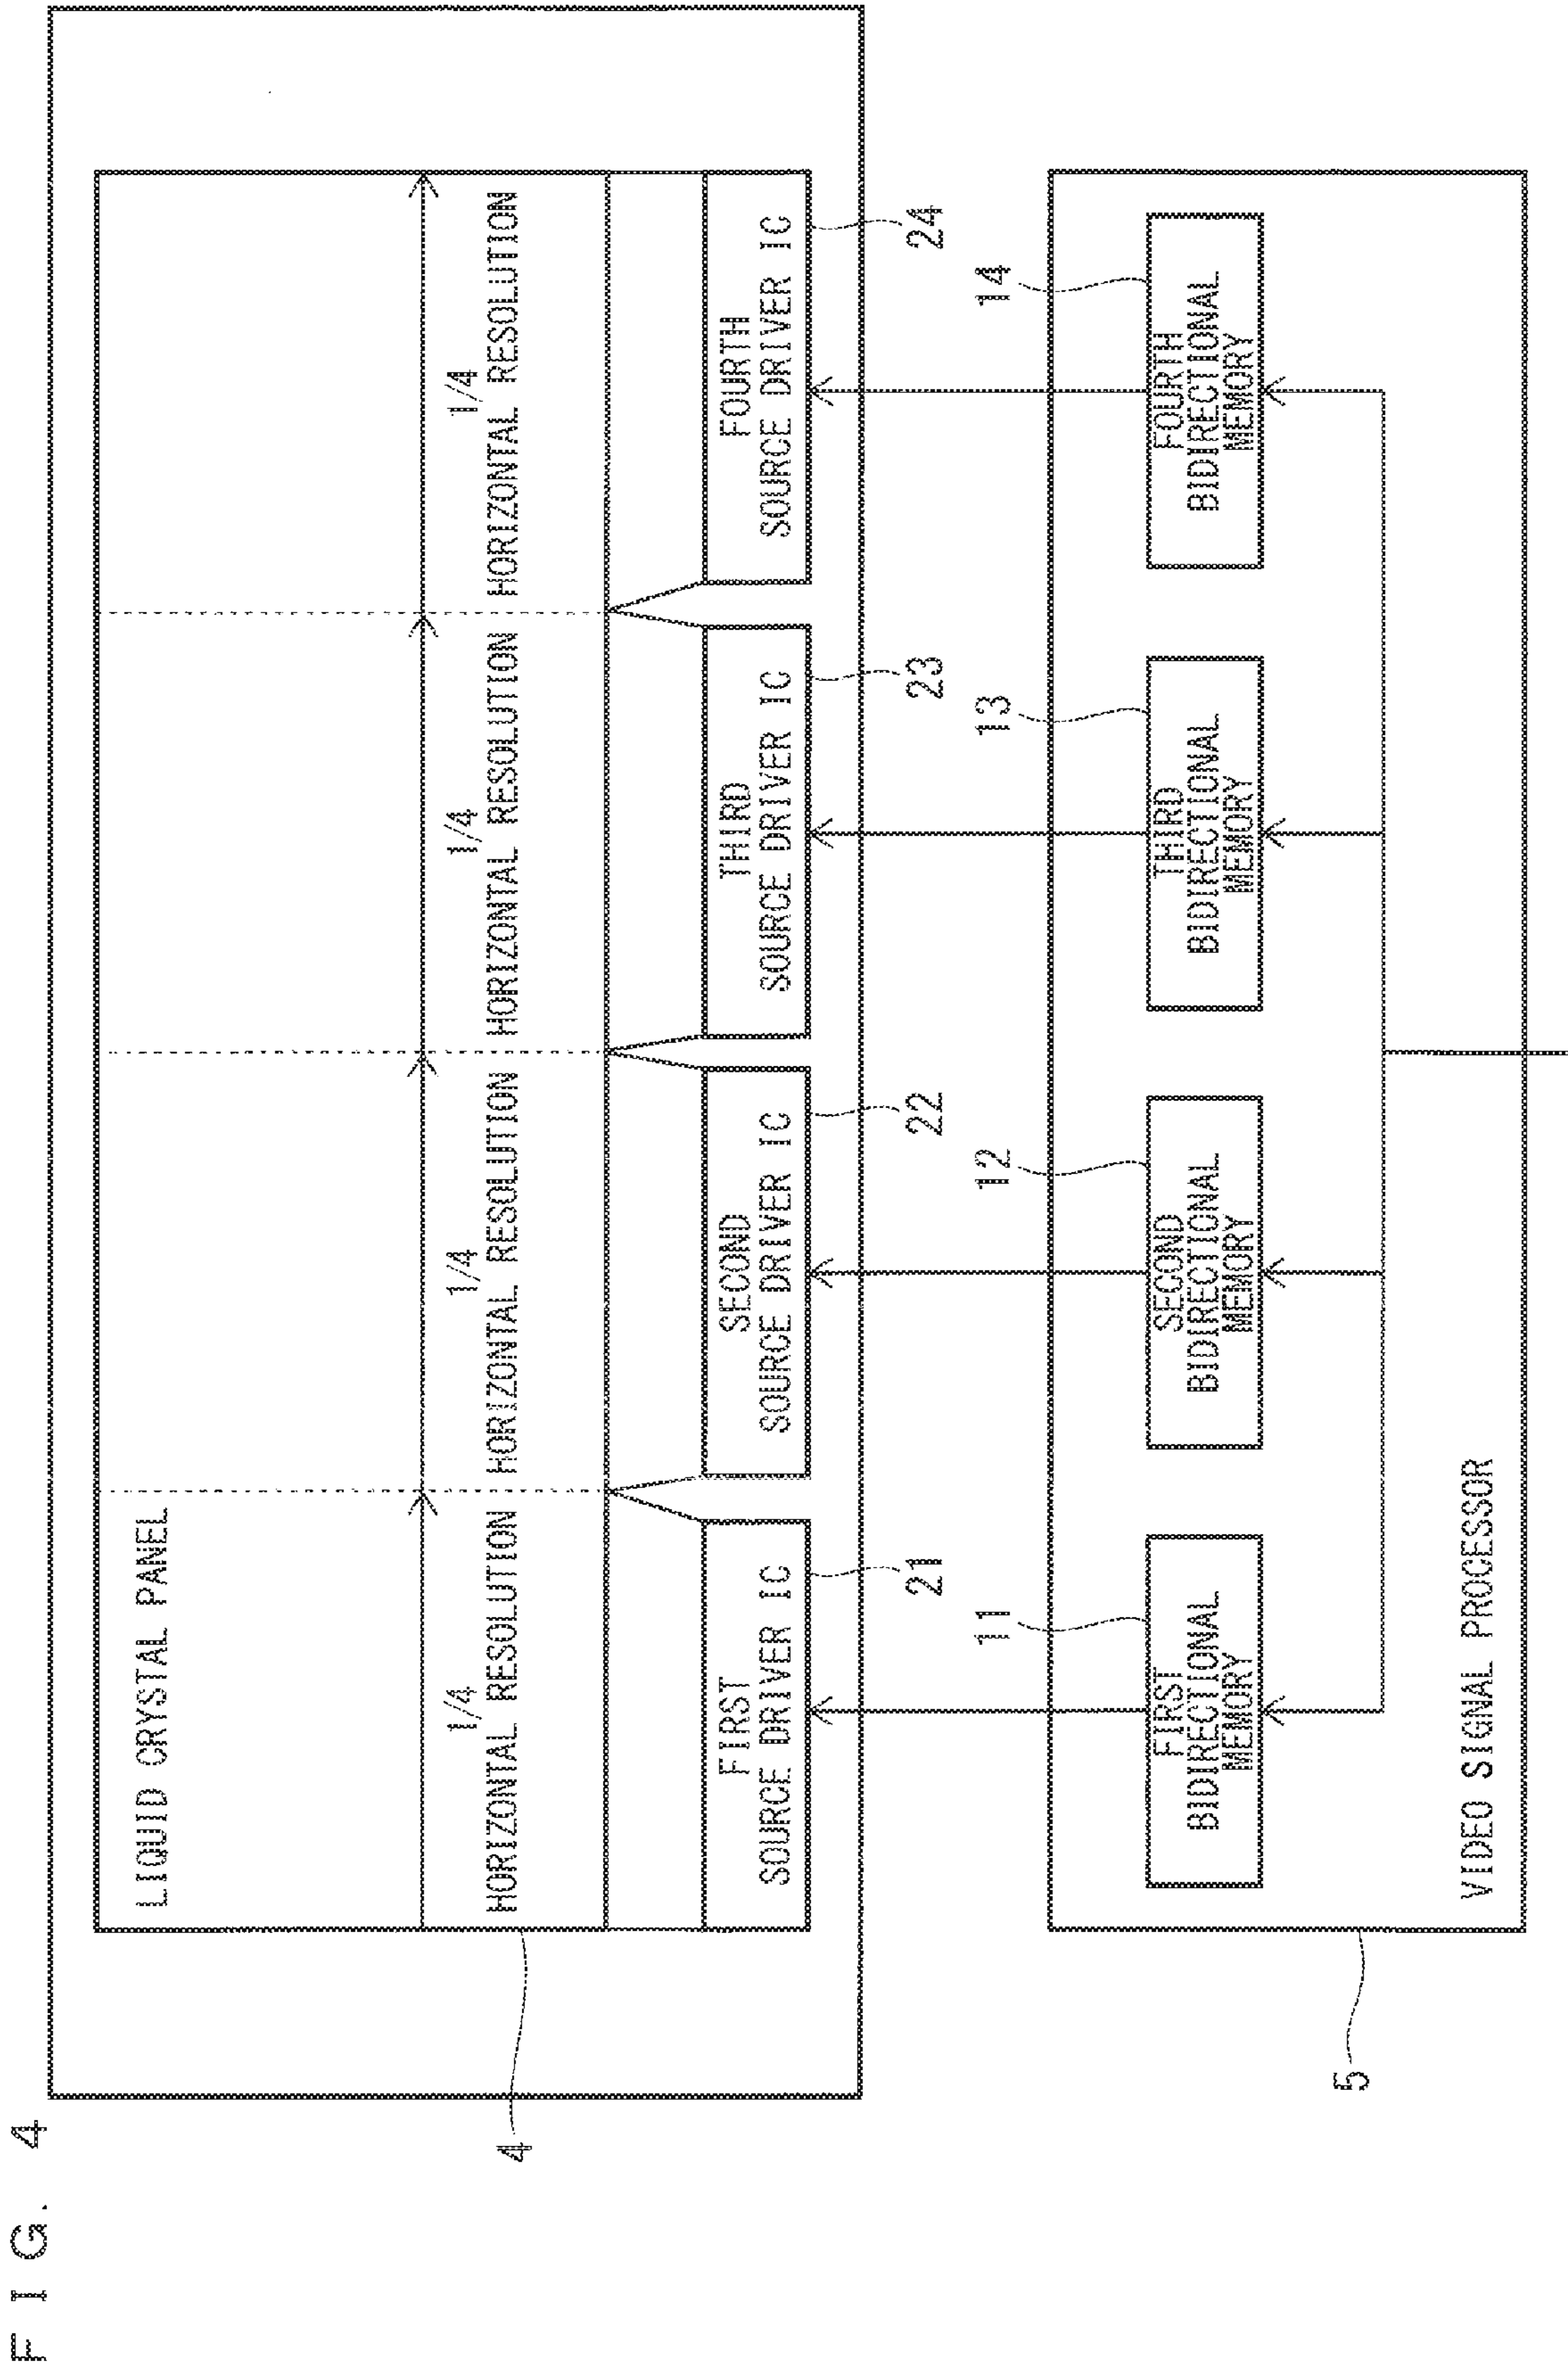 FIG. 4
LIQUID CRYSTAL PANEL
1/4
HORIZONTAL RESOLUTION
1/4
HORIZONTAL RESOLUTION
1/4
HORIZONTAL RESOLUTION
1/4
HORIZONTAL RESOLUTION
4
FIRST
SOURCE DRIVER IC
SECOND
SOURCE DRIVER IC
THIRD
SOURCE DRIVER IC
FOURTH
SOURCE DRIVER IC
21
22
23
24
11
12
13
14
FIRST
BIDIRECTIONAL
MEMORY
SECOND
BIDIRECTIONAL
MEMORY
THIRD
BIDIRECTIONAL
MEMORY
FOURTH
BIDIRECTIONAL
MEMORY
5
VIDEO SIGNAL PROCESSOR